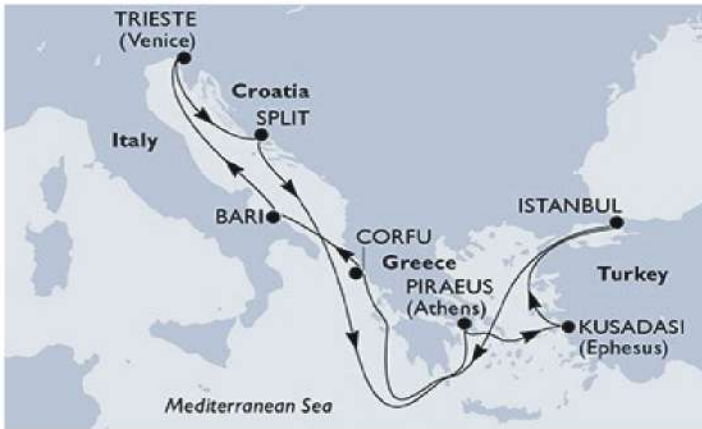 TRIESTE
(Venice)
Croatia
SPLIT
Italy
BARI
CORFU
Greece
PIRAEUS
(Athens)
ISTANBUL
Turkey
KUSADASI
(Ephesus)
Mediterranean Sea